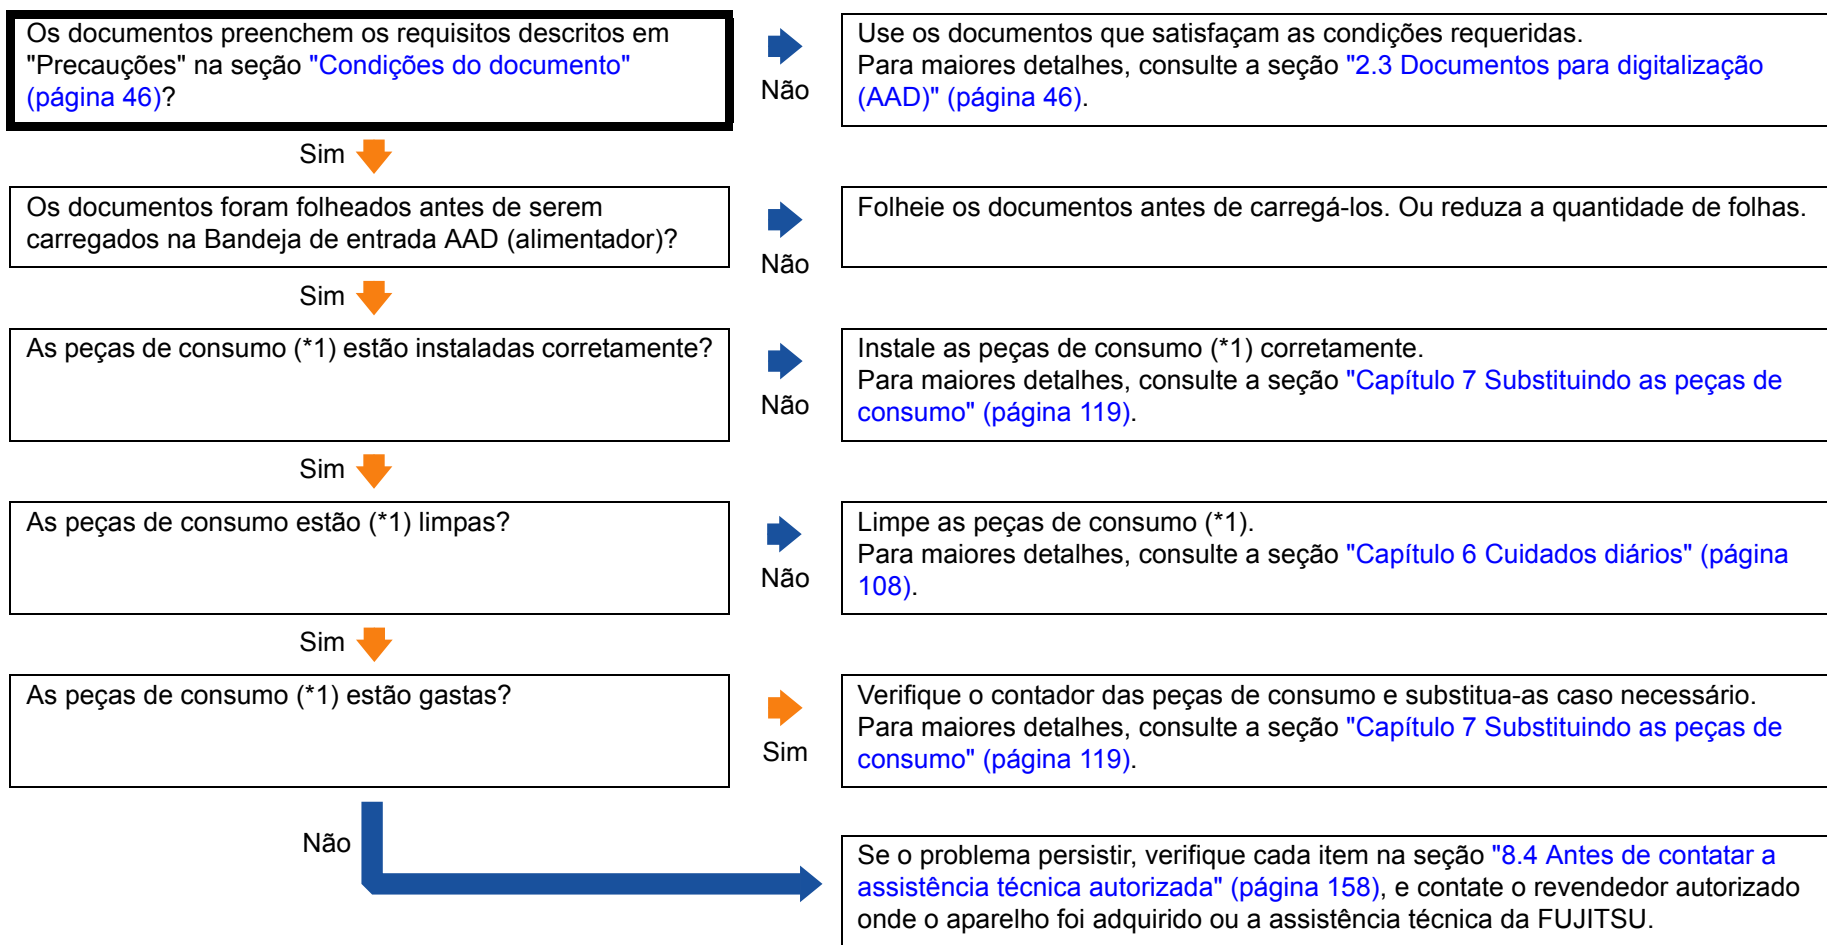 Os documentos preenchem os requisitos descritos em
"Precauções" na seção "Condições do documento"
(página 46)?
Não
Use os documentos que satisfaçam as condições requeridas.
Para maiores detalhes, consulte a seção "2.3 Documentos para digitalização
(AAD)" (página 46).
Sim
Os documentos foram folheados antes de serem
carregados na Bandeja de entrada AAD (alimentador)?
Não
Folheie os documentos antes de carregá-los. Ou reduza a quantidade de folhas.
Sim
As peças de consumo (*1) estão instaladas corretamente?
Não
Instale as peças de consumo (*1) corretamente.
Para maiores detalhes, consulte a seção "Capítulo 7 Substituindo as peças de
consumo" (página 119).
Sim
As peças de consumo estão (*1) limpas?
Não
Limpe as peças de consumo (*1).
Para maiores detalhes, consulte a seção "Capítulo 6 Cuidados diários" (página
108).
Sim
As peças de consumo (*1) estão gastas?
Sim
Verifique o contador das peças de consumo e substitua-as caso necessário.
Para maiores detalhes, consulte a seção "Capítulo 7 Substituindo as peças de
consumo" (página 119).
Não
Se o problema persistir, verifique cada item na seção "8.4 Antes de contatar a
assistência técnica autorizada" (página 158), e contate o revendedor autorizado
onde o aparelho foi adquirido ou a assistência técnica da FUJITSU.